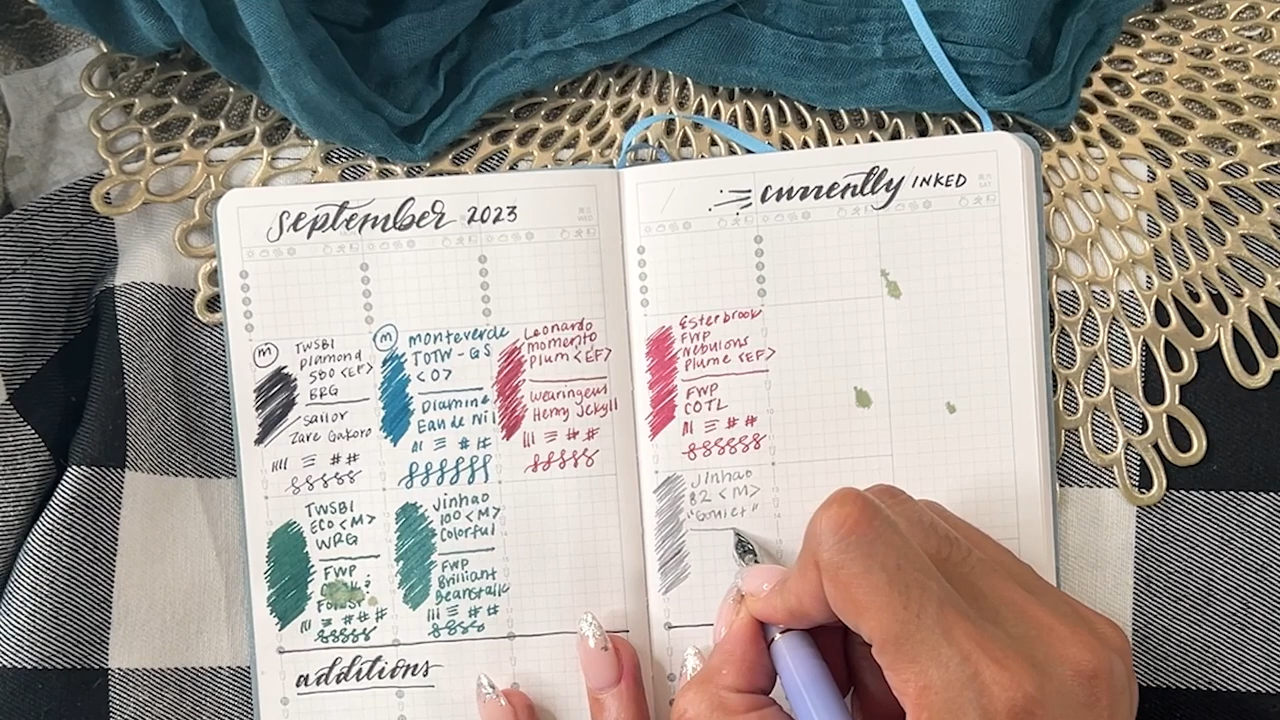 september 2023
currently INKED
M
TWSBI
Diamond
580 <EF>
BRG
Sailor
M
monteverde
TOTW - GS
<O>
Diamine
Eau de Nil
Leonardo
momento
plum <EF>
Wearingeul
Henry Jekyll
TWSBI
ECO <M>
WRG
FWP
Jinhao
100 <M>
Colorful
FWP
Brilliant
Beanstalk
additions
Esterbrook
FWP
Nebulous
Plume <EF>
FWP
COTL
Jinhao
82 <M>